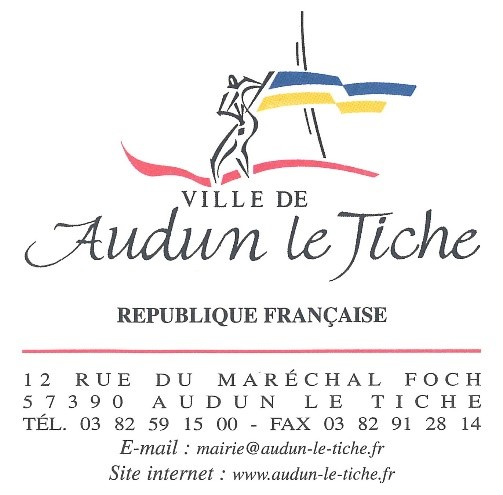 VILLE DE
Audun le Tiche
REPUBLIQUE FRANÇAISE
12 RUE DU MARÉCHAL FOCH
57390 AUDUN LE TICHE
TÉL. 03 82 59 15 00 - FAX 03 82 91 28 14
E-mail : mairie@audun-le-tiche.fr
Site internet : www.audun-le-tiche.fr